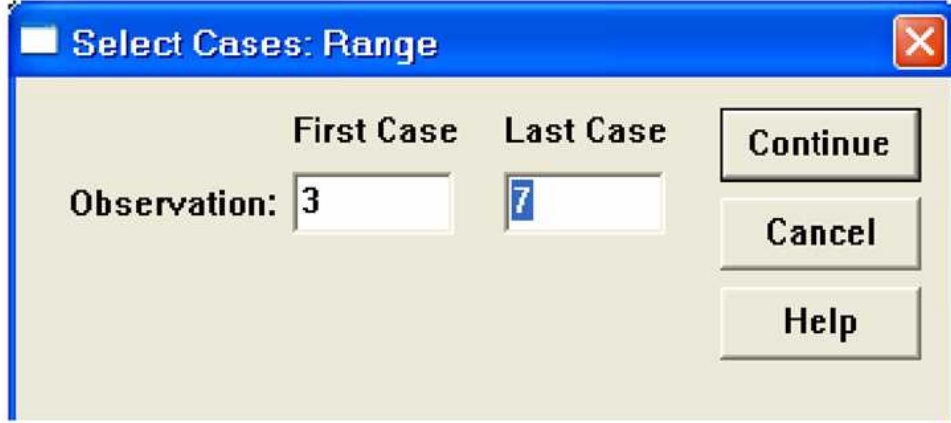 Select Cases: Range
First Case Last Case
Observation: 3 7
Continue
Cancel
Help